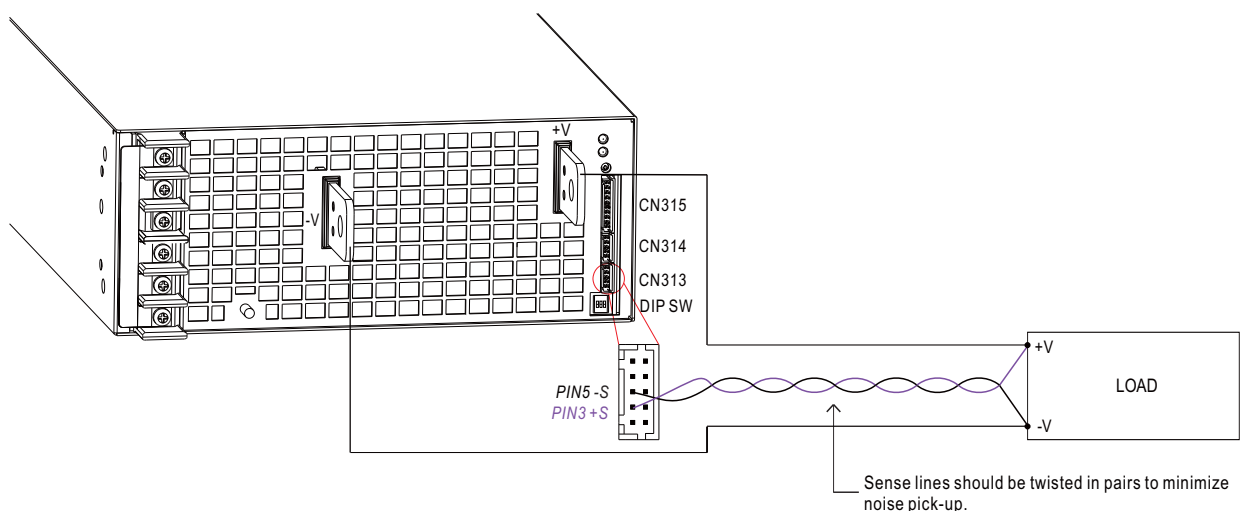 +V
-V
CN315
CN314
CN313
DIP SW
PIN5 -S
PIN3 +S
+V
LOAD
-V
Sense lines should be twisted in pairs to minimize
noise pick-up.